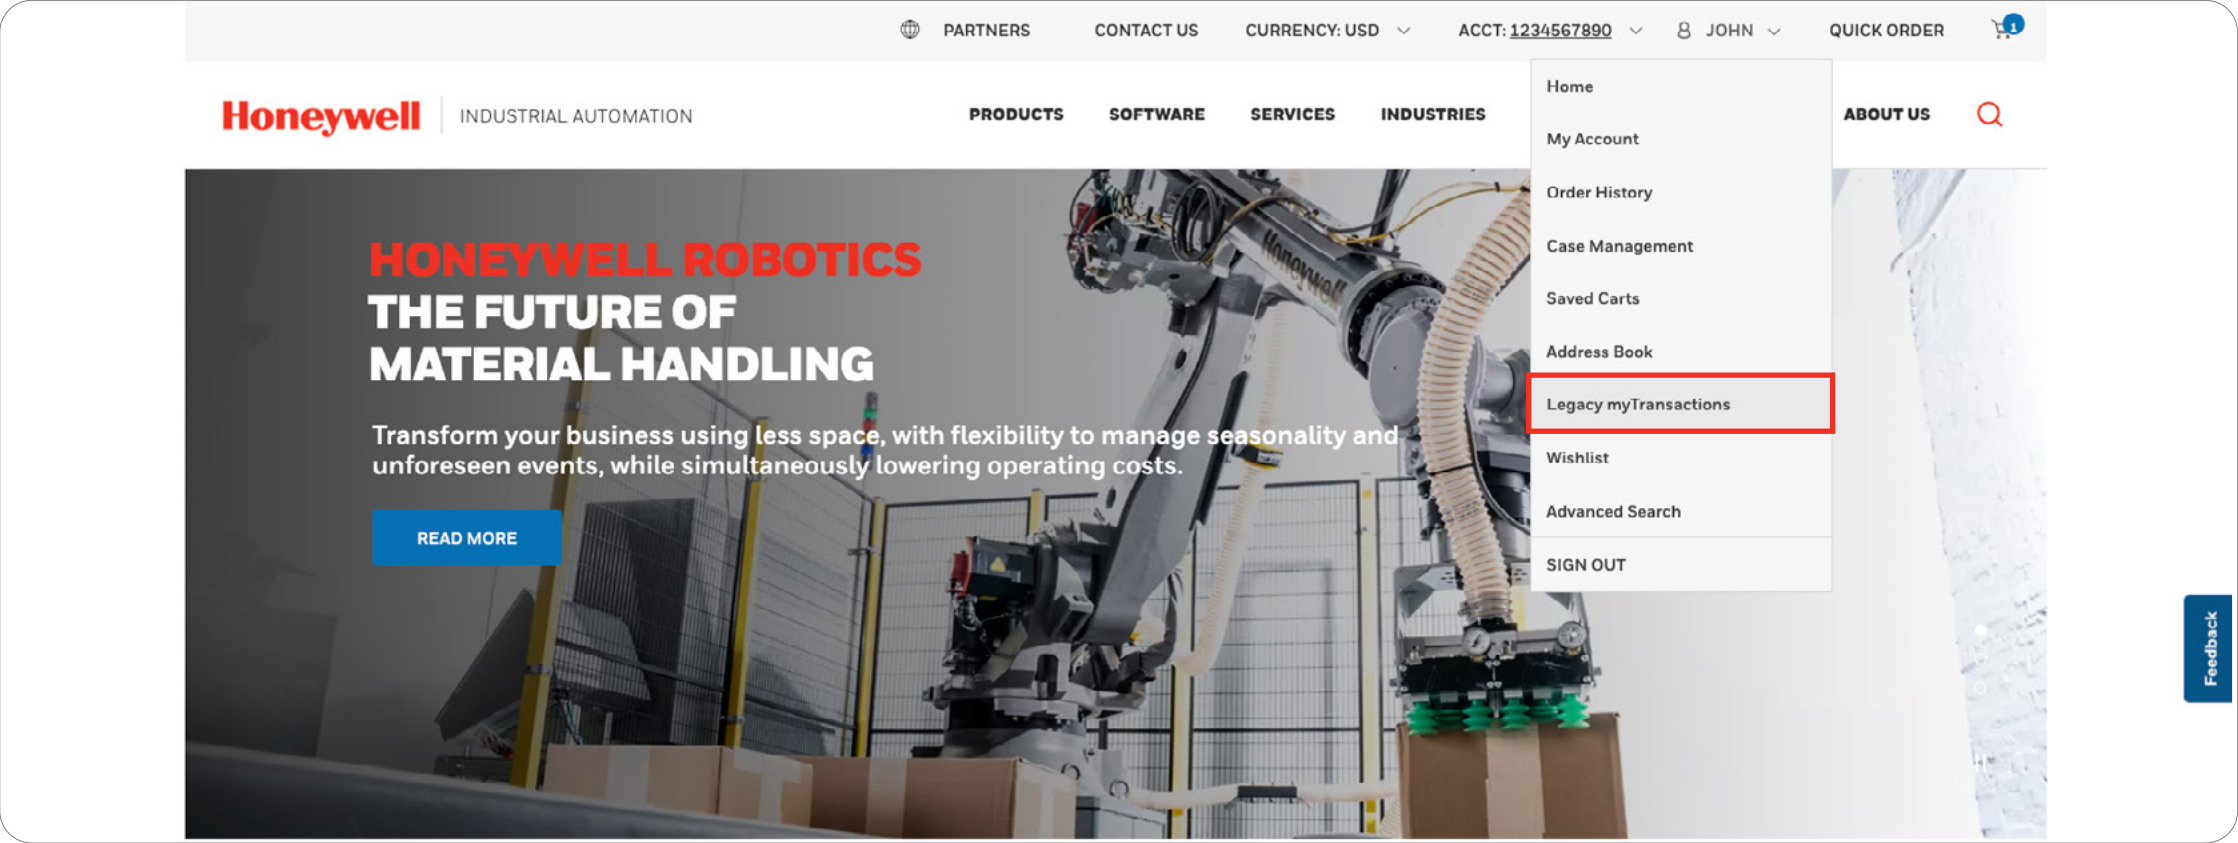 PARTNERS CONTACT US CURRENCY: USD ACCT: 1234567890 JOHN QUICK ORDER 1
Honeywell INDUSTRIAL AUTOMATION PRODUCTS SOFTWARE SERVICES INDUSTRIES ABOUT US
Home
My Account
Order History
Case Management
Saved Carts
Address Book
Legacy myTransactions
Wishlist
Advanced Search
SIGN OUT
HONEYWELL ROBOTICS
THE FUTURE OF
MATERIAL HANDLING
Transform your business using less space, with flexibility to manage seasonality and
unforeseen events, while simultaneously lowering operating costs.
READ MORE
Honeywell
Feedback